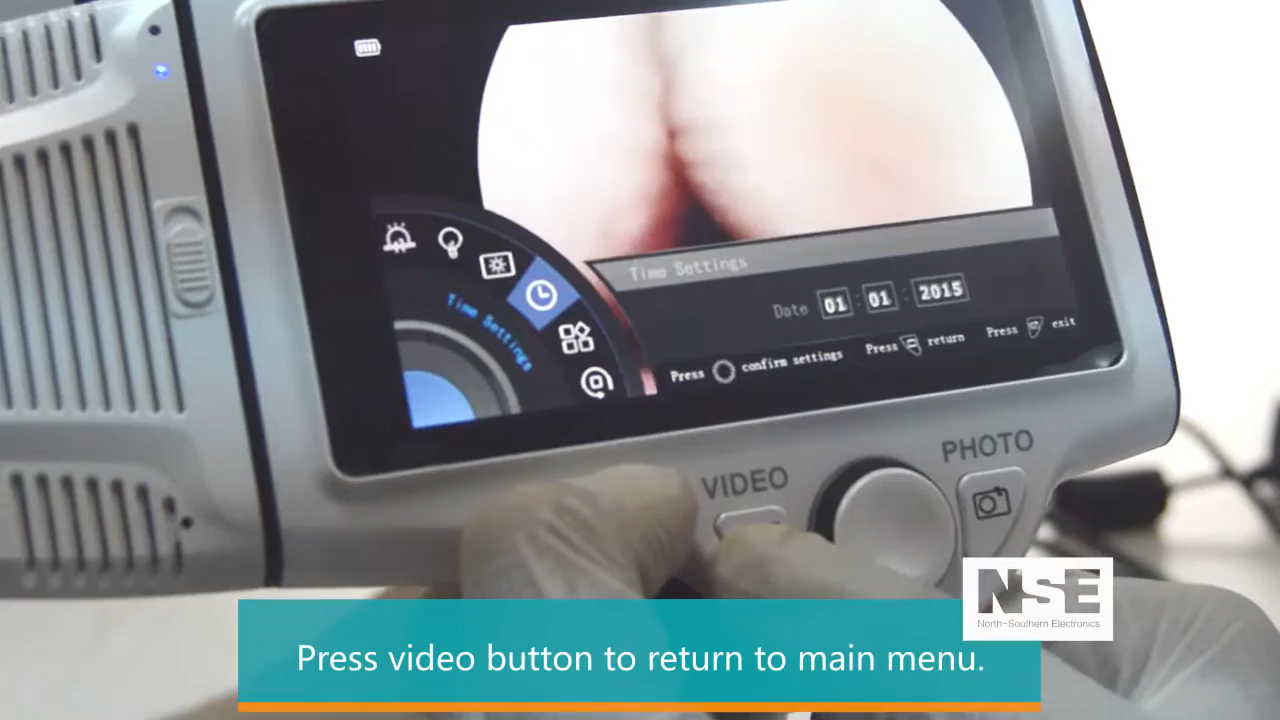 Time Settings
Time Settings
Date 01 : 01 : 2015
Press confirm settings Press return Press exit
VIDEO
PHOTO
NSE
North-Southern Electronics
Press video button to return to main menu.